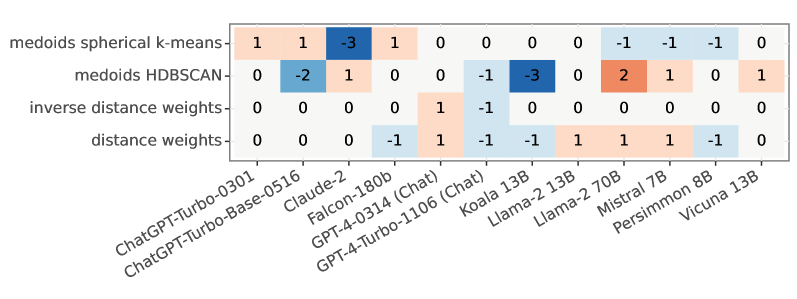 medoids spherical k-means 1 1 -3 1 0 0 0 0 -1 -1 -1 0
medoids HDBSCAN 0 -2 1 0 0 -1 -3 0 2 1 0 1
inverse distance weights 0 0 0 0 1 -1 0 0 0 0 0 0
distance weights 0 0 0 -1 1 -1 -1 1 1 1 -1 0
ChatGPT-Turbo-0301
ChatGPT-Turbo-Base-0516
Claude-2
Falcon-180b
GPT-4-0314 (Chat)
GPT-4-Turbo-1106 (Chat)
Koala 13B
Llama-2 13B
Llama-2 70B
Mistral 7B
Persimmon 8B
Vicuna 13B